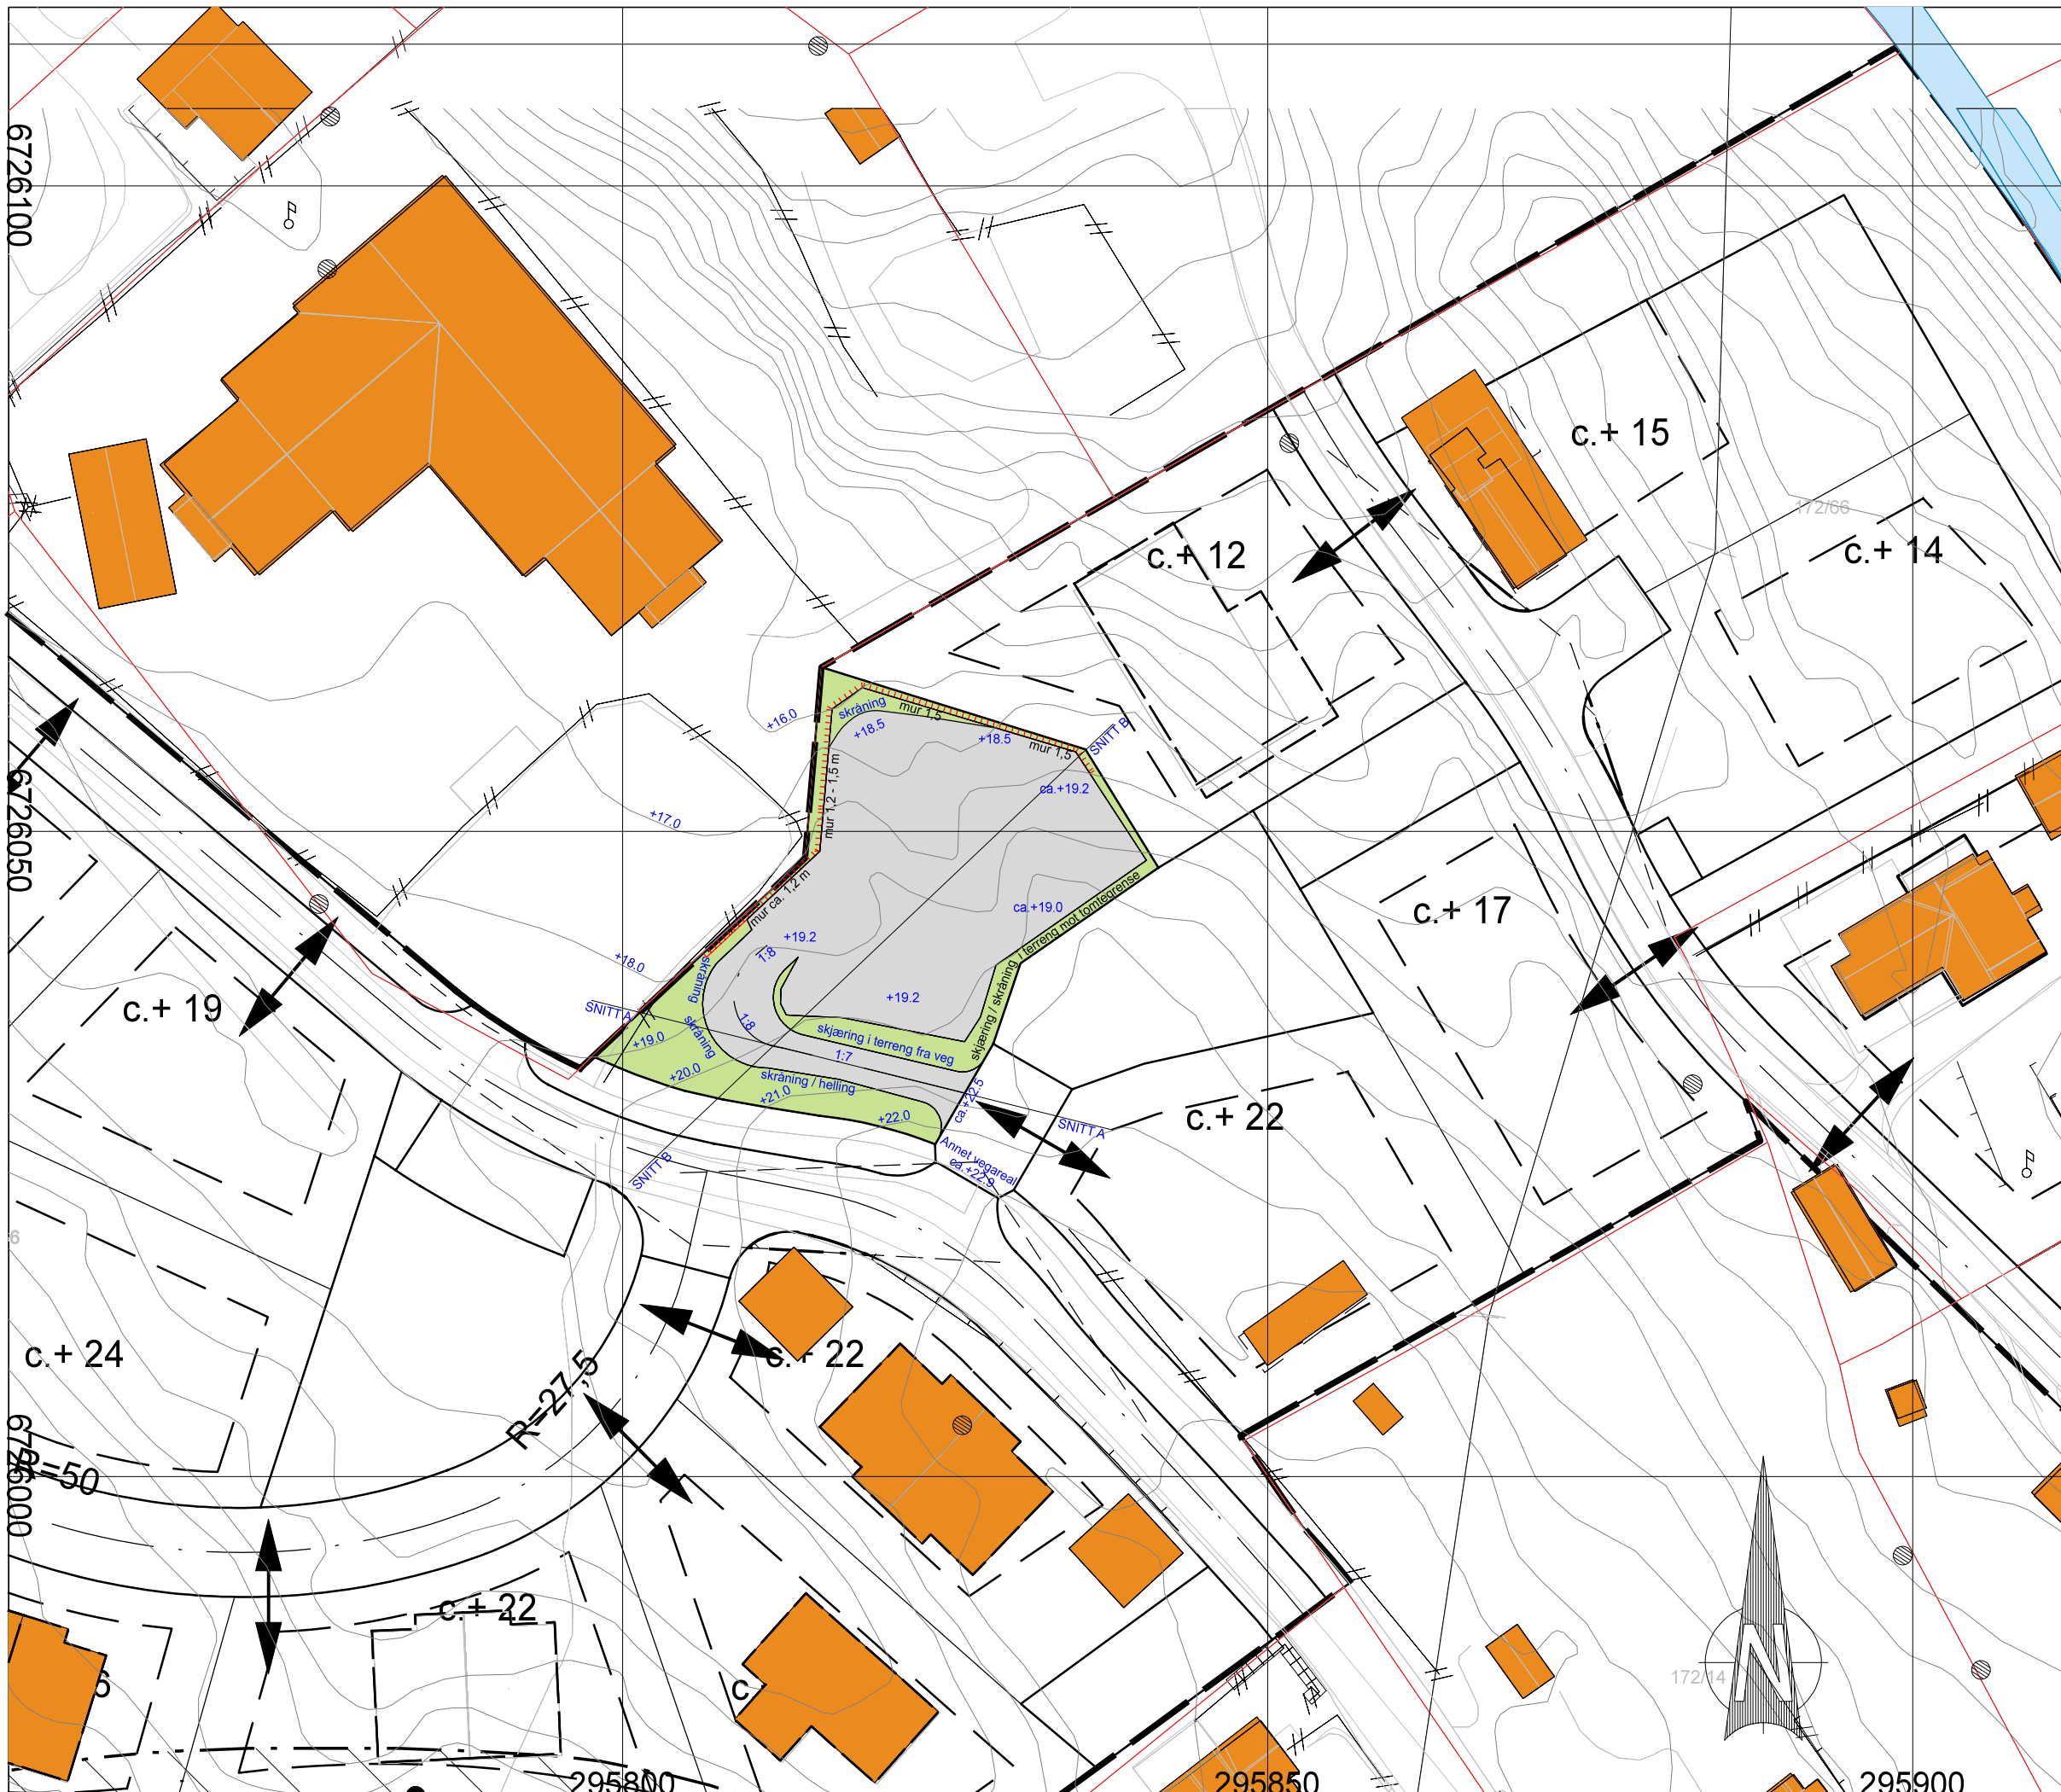 6726100
c.+ 15
172/66
c.+ 12
c.+ 14
+16.0
skråning
mur 1,5
+18.5
+18.5
mur 1,5
SNITT B
mur 1,2 - 1,5 m
ca.+19.2
+17.0
6726050
mur ca. 1,2 m
ca.+19.0
c.+ 17
+19.2
1:8
+18.0
skråning
+19.2
skjæring / skråning i terreng mot tomtegrense
c.+ 19
SNITT A
skråning
1:8
skjæring i terreng fra veg
+19.0
1:7
+20.0
skråning / helling
+21.0
ca.+22.5
+22.0
SNITT A
c.+ 22
Annet vegareal
ca.+22.9
SNITT B
6
c.+ 24
c.+ 22
R=27,5
6726000
R=50
c.+ 22
172/14
N
c.
6
295800
295850
295900